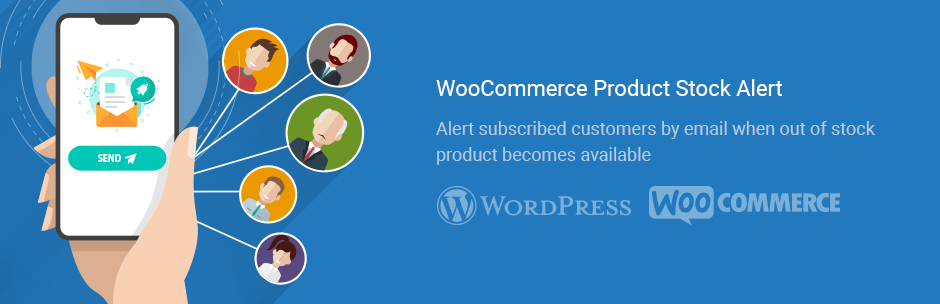 SEND
WooCommerce Product Stock Alert
Alert subscribed customers by email when out of stock
product becomes available
WORDPRESS
WOO COMMERCE